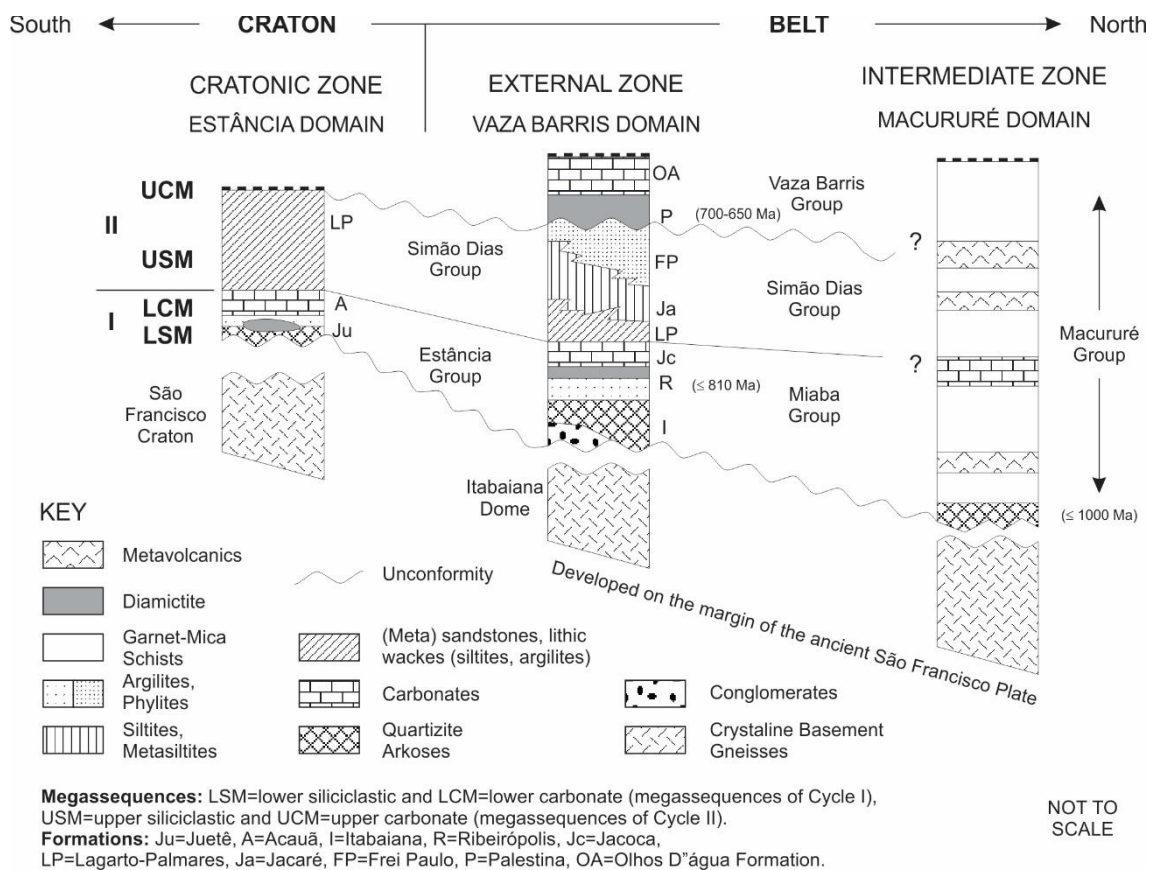 South
CRATON
BELT
North
CRATONIC ZONE
ESTÂNCIA DOMAIN
EXTERNAL ZONE
VAZA BARRIS DOMAIN
INTERMEDIATE ZONE
MACURURÉ DOMAIN
UCM
II
USM
LCM
I
LSM
São
Francisco
Craton
LP
A
Ju
Simão Dias
Group
Estância
Group
Itabaiana
Dome
OA
P
(700-650 Ma)
FP
Ja
LP
Jc
R
(≤ 810 Ma)
I
Vaza Barris
Group
Simão Dias
Group
Miaba
Group
?
?
Macururé
Group
(≤ 1000 Ma)
Developed on the margin of the ancient São Francisco Plate
KEY
Metavolcanics
Diamictite
Garnet-Mica
Schists
Argilites,
Phylites
Siltites,
Metasiltites
Unconformity
(Meta) sandstones, lithic
wackes (siltites, argilites)
Carbonates
Quartizite
Arkoses
Conglomerates
Crystaline Basement
Gneisses
Megassequences: LSM=lower siliciclastic and LCM=lower carbonate (megassequences of Cycle I),
USM=upper siliciclastic and UCM=upper carbonate (megassequences of Cycle II).
Formations: Ju=Juetê, A=Acauã, I=Itabaiana, R=Ribeirópolis, Jc=Jacoca,
LP=Lagarto-Palmares, Ja=Jacaré, FP=Frei Paulo, P=Palestina, OA=Olhos D"água Formation.
NOT TO
SCALE